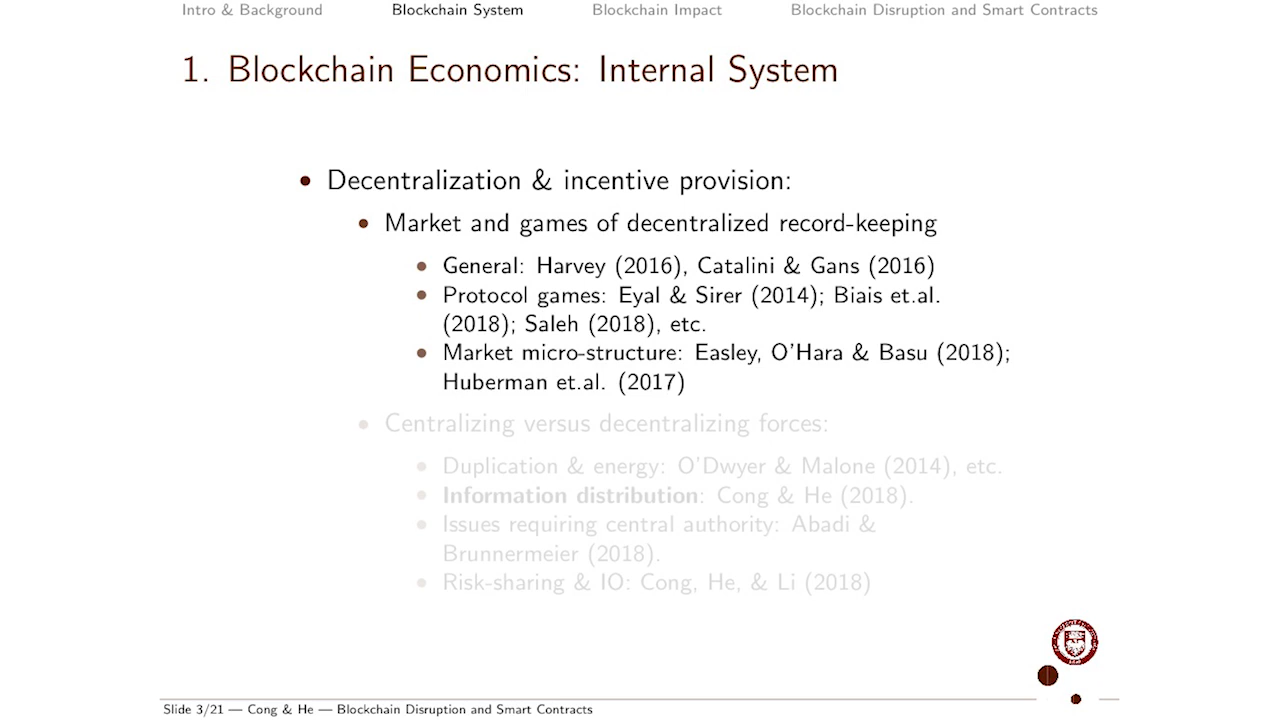 Intro & Background Blockchain System Blockchain Impact Blockchain Disruption and Smart Contracts
1. Blockchain Economics: Internal System
• Decentralization & incentive provision:
• Market and games of decentralized record-keeping
• General: Harvey (2016), Catalini & Gans (2016)
• Protocol games: Eyal & Sirer (2014); Biais et.al.
(2018); Saleh (2018), etc.
• Market micro-structure: Easley, O'Hara & Basu (2018);
Huberman et.al. (2017)
• Centralizing versus decentralizing forces:
• Duplication & energy: O'Dwyer & Malone (2014), etc.
• Information distribution: Cong & He (2018).
• Issues requiring central authority: Abadi &
Brunnermeier (2018).
• Risk-sharing & IO: Cong, He, & Li (2018)
Slide 3/21 — Cong & He — Blockchain Disruption and Smart Contracts